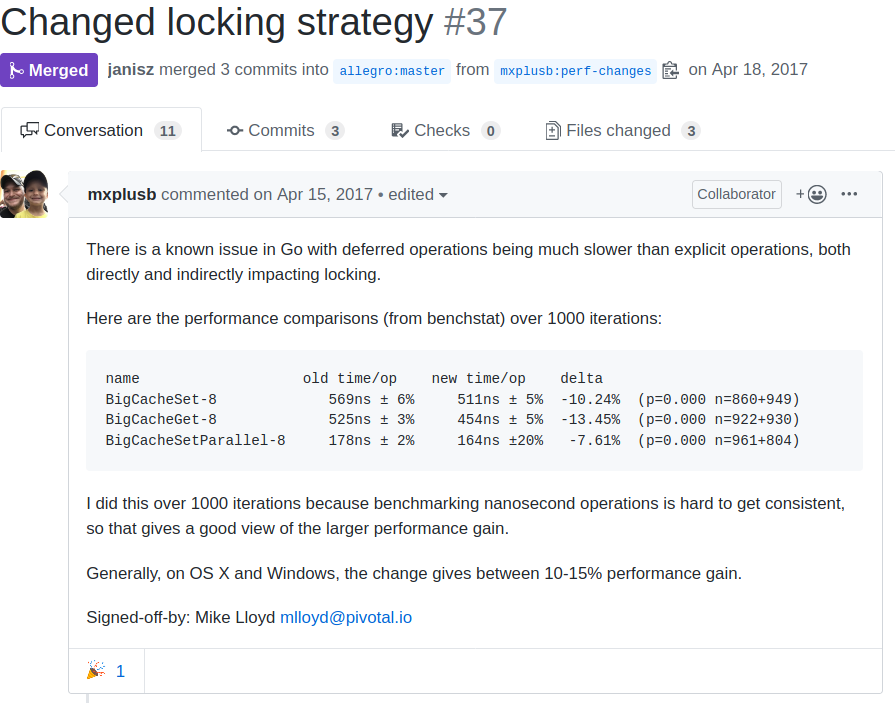 Changed locking strategy #37
Merged janisz merged 3 commits into allegro:master from mxplusb:perf-changes on Apr 18, 2017
Conversation 11 Commits 3 Checks 0 Files changed 3
mxplusb commented on Apr 15, 2017 • edited Collaborator + •••
There is a known issue in Go with deferred operations being much slower than explicit operations, both
directly and indirectly impacting locking.
Here are the performance comparisons (from benchstat) over 1000 iterations:
name old time/op new time/op delta
BigCacheSet-8 569ns ± 6% 511ns ± 5% -10.24% (p=0.000 n=860+949)
BigCacheGet-8 525ns ± 3% 454ns ± 5% -13.45% (p=0.000 n=922+930)
BigCacheSetParallel-8 178ns ± 2% 164ns ±20% -7.61% (p=0.000 n=961+804)
I did this over 1000 iterations because benchmarking nanosecond operations is hard to get consistent,
so that gives a good view of the larger performance gain.
Generally, on OS X and Windows, the change gives between 10-15% performance gain.
Signed-off-by: Mike Lloyd mlloyd@pivotal.io
🎉 1